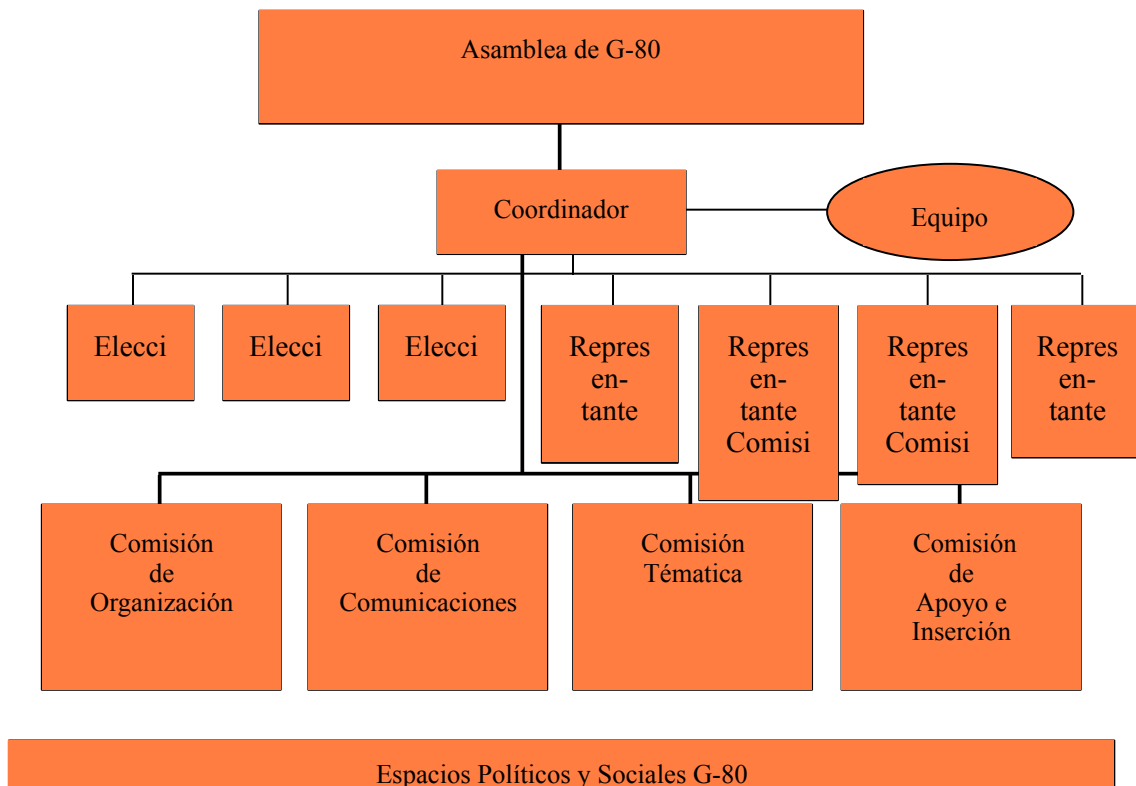 Asamblea de G-80
Coordinador
Equipo
Elecci
Elecci
Elecci
Repres
en-
tante
Repres
en-
tante
Comisi
Repres
en-
tante
Comisi
Repres
en-
tante
Comisión
de
Organización
Comisión
de
Comunicaciones
Comisión
Tématica
Comisión
de
Apoyo e
Inserción
Espacios Políticos y Sociales G-80